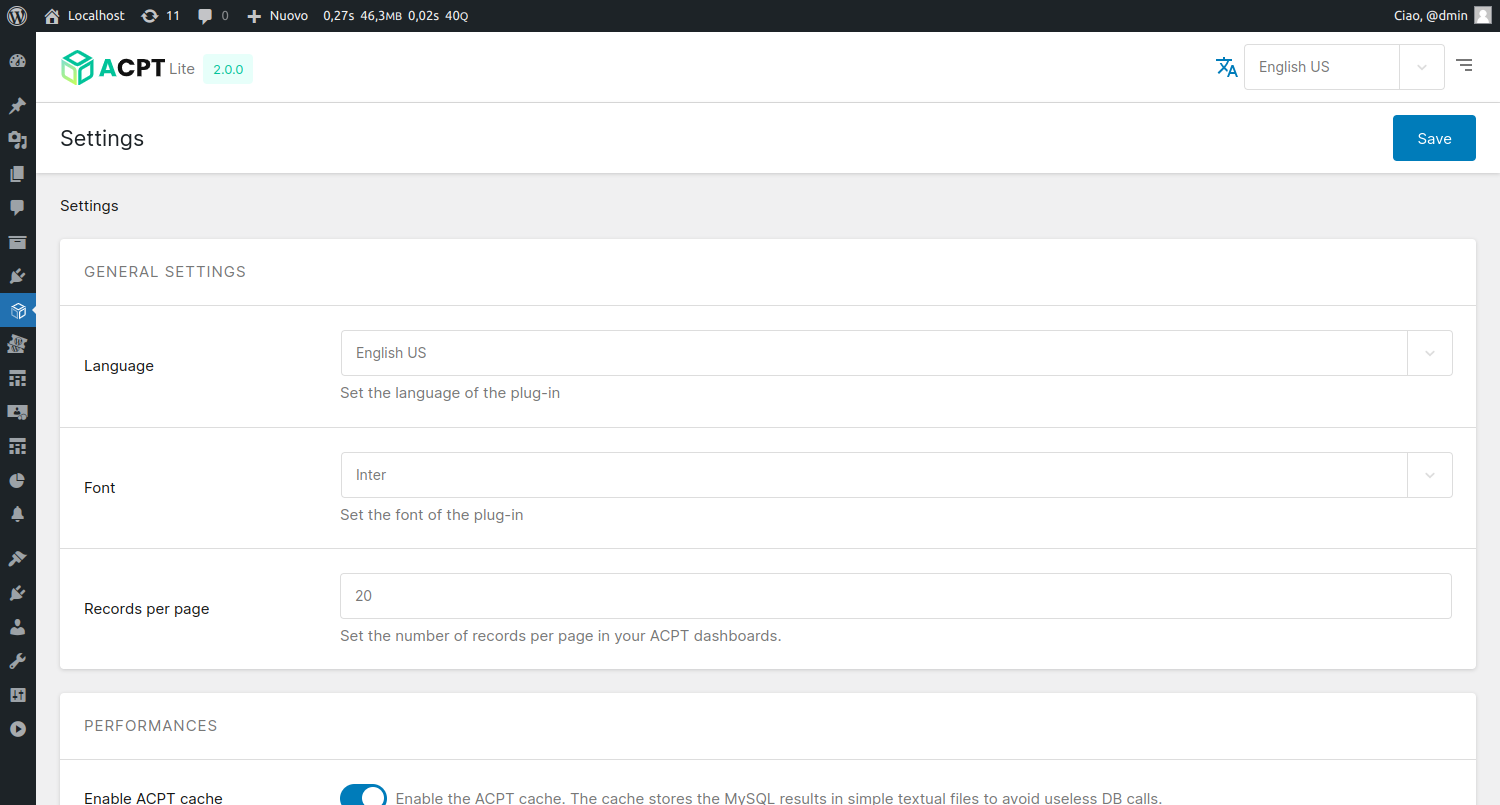 Localhost 11 0 Nuovo 0,27s 46,3MB 0,02s 40Q Ciao, @dmin
ACPT Lite 2.0.0 English US
Settings Save
Settings
GENERAL SETTINGS
Language English US
Set the language of the plug-in
Font Inter
Set the font of the plug-in
Records per page 20
Set the number of records per page in your ACPT dashboards.
PERFORMANCES
Enable ACPT cache Enable the ACPT cache. The cache stores the MySQL results in simple textual files to avoid useless DB calls.